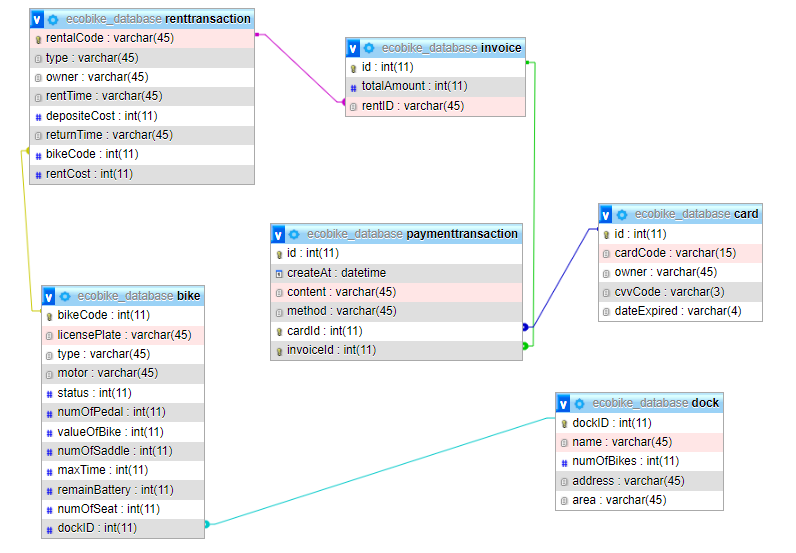 ecobike_database renttransaction
rentalCode : varchar(45)
type : varchar(45)
owner : varchar(45)
rentTime : varchar(45)
depositeCost : int(11)
returnTime : varchar(45)
bikeCode : int(11)
rentCost : int(11)
ecobike_database invoice
id : int(11)
totalAmount : int(11)
rentID : varchar(45)
ecobike_database paymenttransaction
id : int(11)
createAt : datetime
content : varchar(45)
method : varchar(45)
cardId : int(11)
invoiceId : int(11)
ecobike_database card
id : int(11)
cardCode : varchar(15)
owner : varchar(45)
cvvCode : varchar(3)
dateExpired : varchar(4)
ecobike_database bike
bikeCode : int(11)
licensePlate : varchar(45)
type : varchar(45)
motor : varchar(45)
status : int(11)
numOfPedal : int(11)
valueOfBike : int(11)
numOfSaddle : int(11)
maxTime : int(11)
remainBattery : int(11)
numOfSeat : int(11)
dockID : int(11)
ecobike_database dock
dockID : int(11)
name : varchar(45)
numOfBikes : int(11)
address : varchar(45)
area : varchar(45)